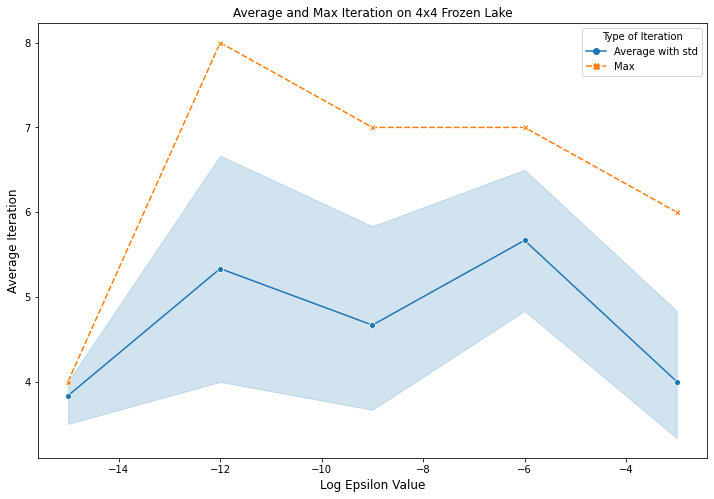 Average and Max Iteration on 4x4 Frozen Lake
Type of Iteration
Average with std
Max
Average Iteration
8
7
6
5
4
−14
−12
−10
−8
−6
−4
Log Epsilon Value